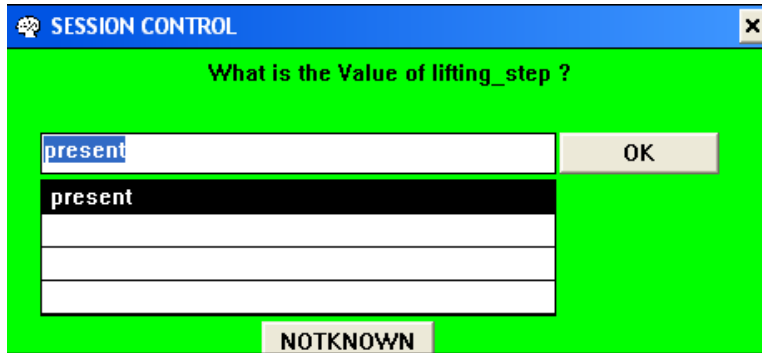 SESSION CONTROL
What is the Value of lifting_step ?
present
OK
present
NOTKNOWN